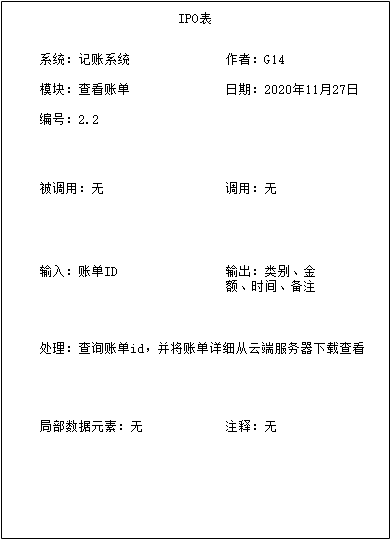 IPO表
系统：记账系统 作者：G14
模块：查看账单 日期：2020年11月27日
编号：2.2
被调用：无 调用：无
输入：账单ID 输出：类别、金
额、时间、备注
处理：查询账单id，并将账单详细从云端服务器下载查看
局部数据元素：无 注释：无